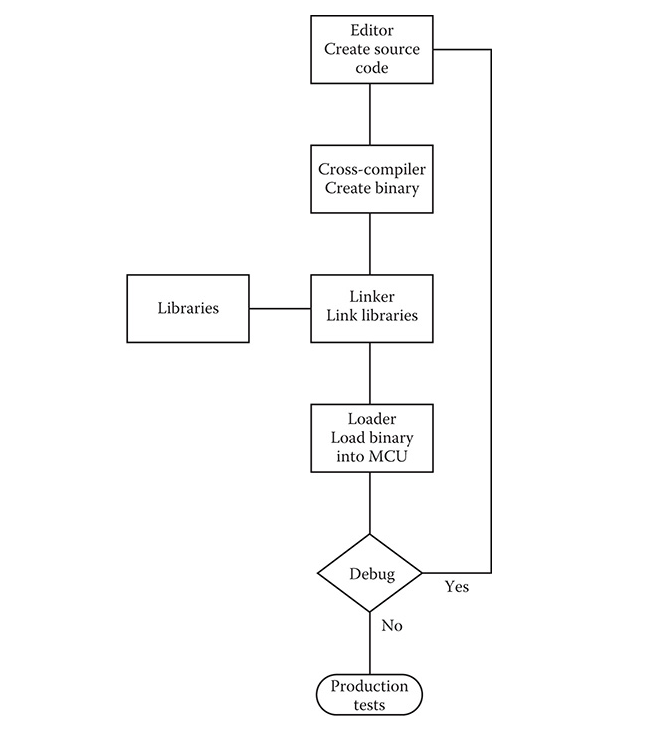 Editor
Create source
code
Cross-compiler
Create binary
Libraries
Linker
Link libraries
Loader
Load binary
into MCU
Debug
Yes
No
Production
tests